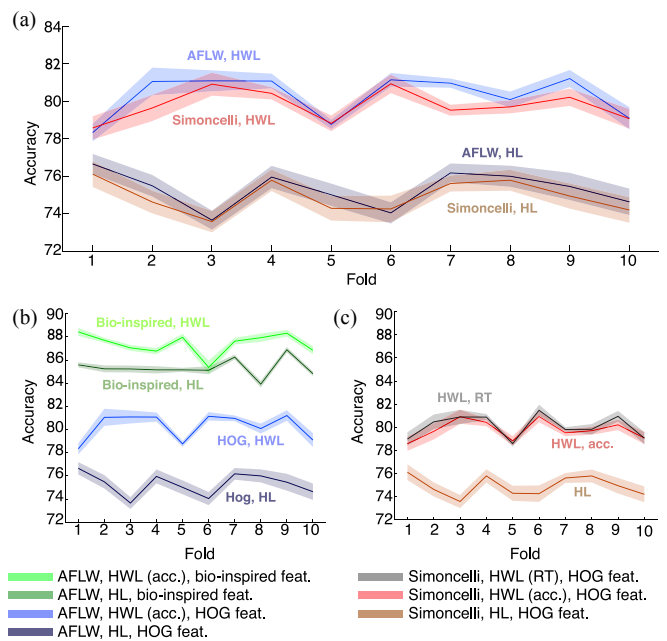 (a)
84
82
80
78
76
74
72
Accuracy
AFLW, HWL
Simoncelli, HWL
AFLW, HL
Simoncelli, HL
1 2 3 4 5 6 7 8 9 10
Fold
(b)
90
88
86
84
82
80
78
76
74
72
Accuracy
Bio-inspired, HWL
Bio-inspired, HL
HOG, HWL
Hog, HL
1 2 3 4 5 6 7 8 9 10
Fold
(c)
90
88
86
84
82
80
78
76
74
72
Accuracy
HWL, RT
HWL, acc.
HL
1 2 3 4 5 6 7 8 9 10
Fold
AFLW, HWL (acc.), bio-inspired feat.
AFLW, HL, bio-inspired feat.
AFLW, HWL (acc.), HOG feat.
AFLW, HL, HOG feat.
Simoncelli, HWL (RT), HOG feat.
Simoncelli, HWL (acc.), HOG feat.
Simoncelli, HL, HOG feat.